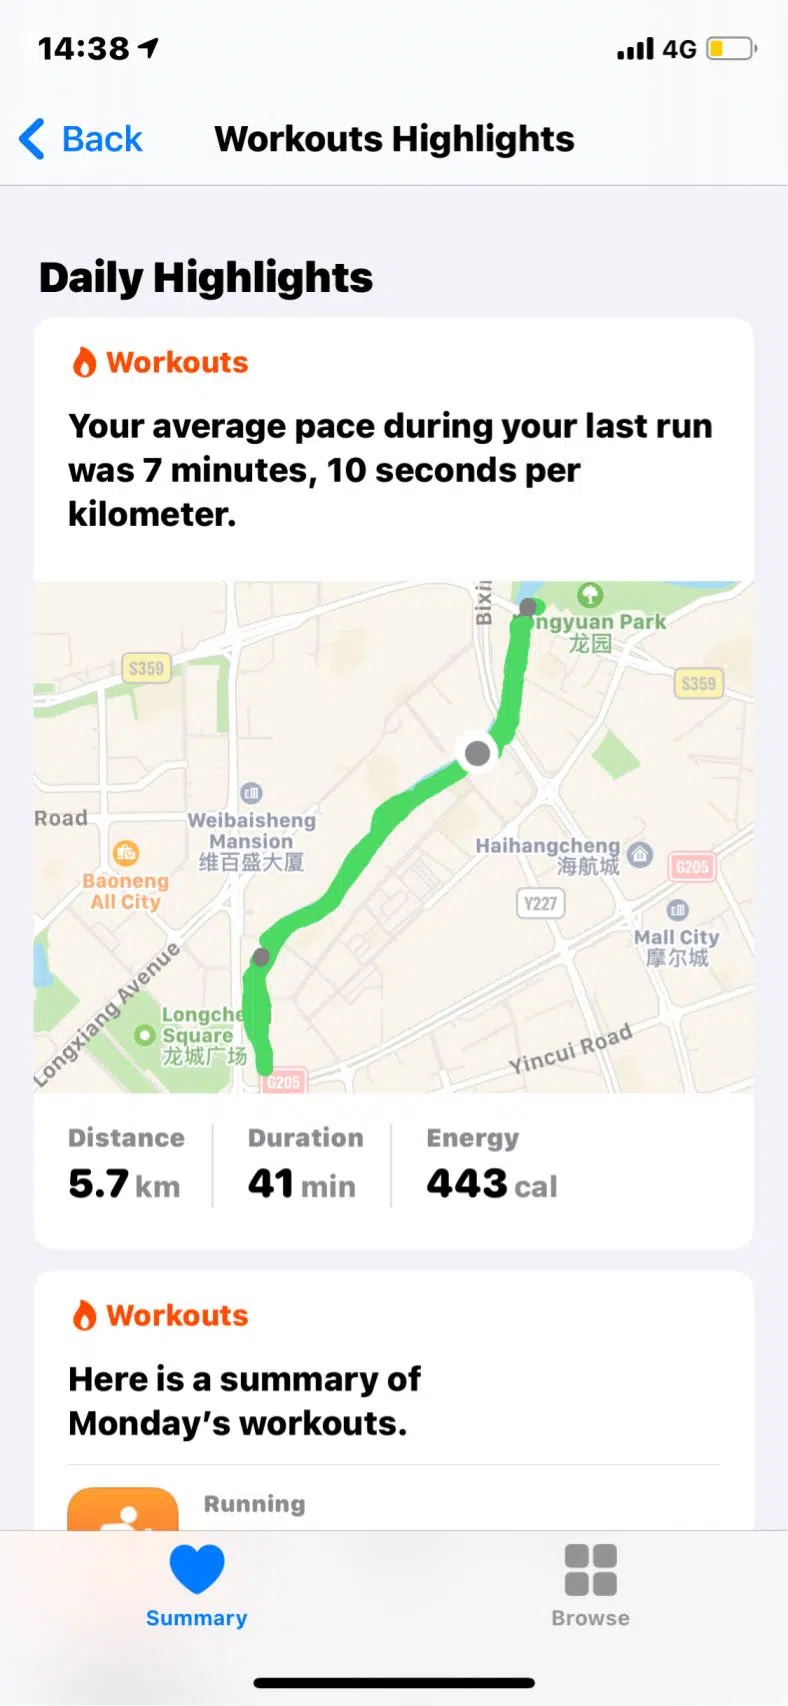 14:38
4G
Back
Workouts Highlights
Daily Highlights
Workouts
Your average pace during your last run
was 7 minutes, 10 seconds per
kilometer.
Bixi
ongyuan Park
龙园
S359
S359
Road
Weibaisheng
Mansion
维百盛大厦
Haihangcheng
海航城
G205
Baoneng
All City
Y227
Mall City
摩尔城
Longxiang Avenue
Longche
Square
龙城广场
Yincui Road
G205
Distance
Duration
Energy
5.7 km
41 min
443 cal
Workouts
Here is a summary of
Monday’s workouts.
Running
Summary
Browse